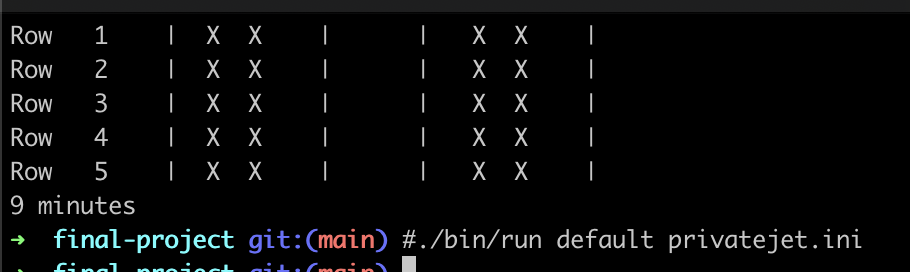 Row   1    |  X  X    |      |   X  X    |
Row   2    |  X  X    |      |   X  X    |
Row   3    |  X  X    |      |   X  X    |
Row   4    |  X  X    |      |   X  X    |
Row   5    |  X  X    |      |   X  X    |
9 minutes
➜  final-project git:(main) #./bin/run default privatejet.ini
➜  final-project git:(main)